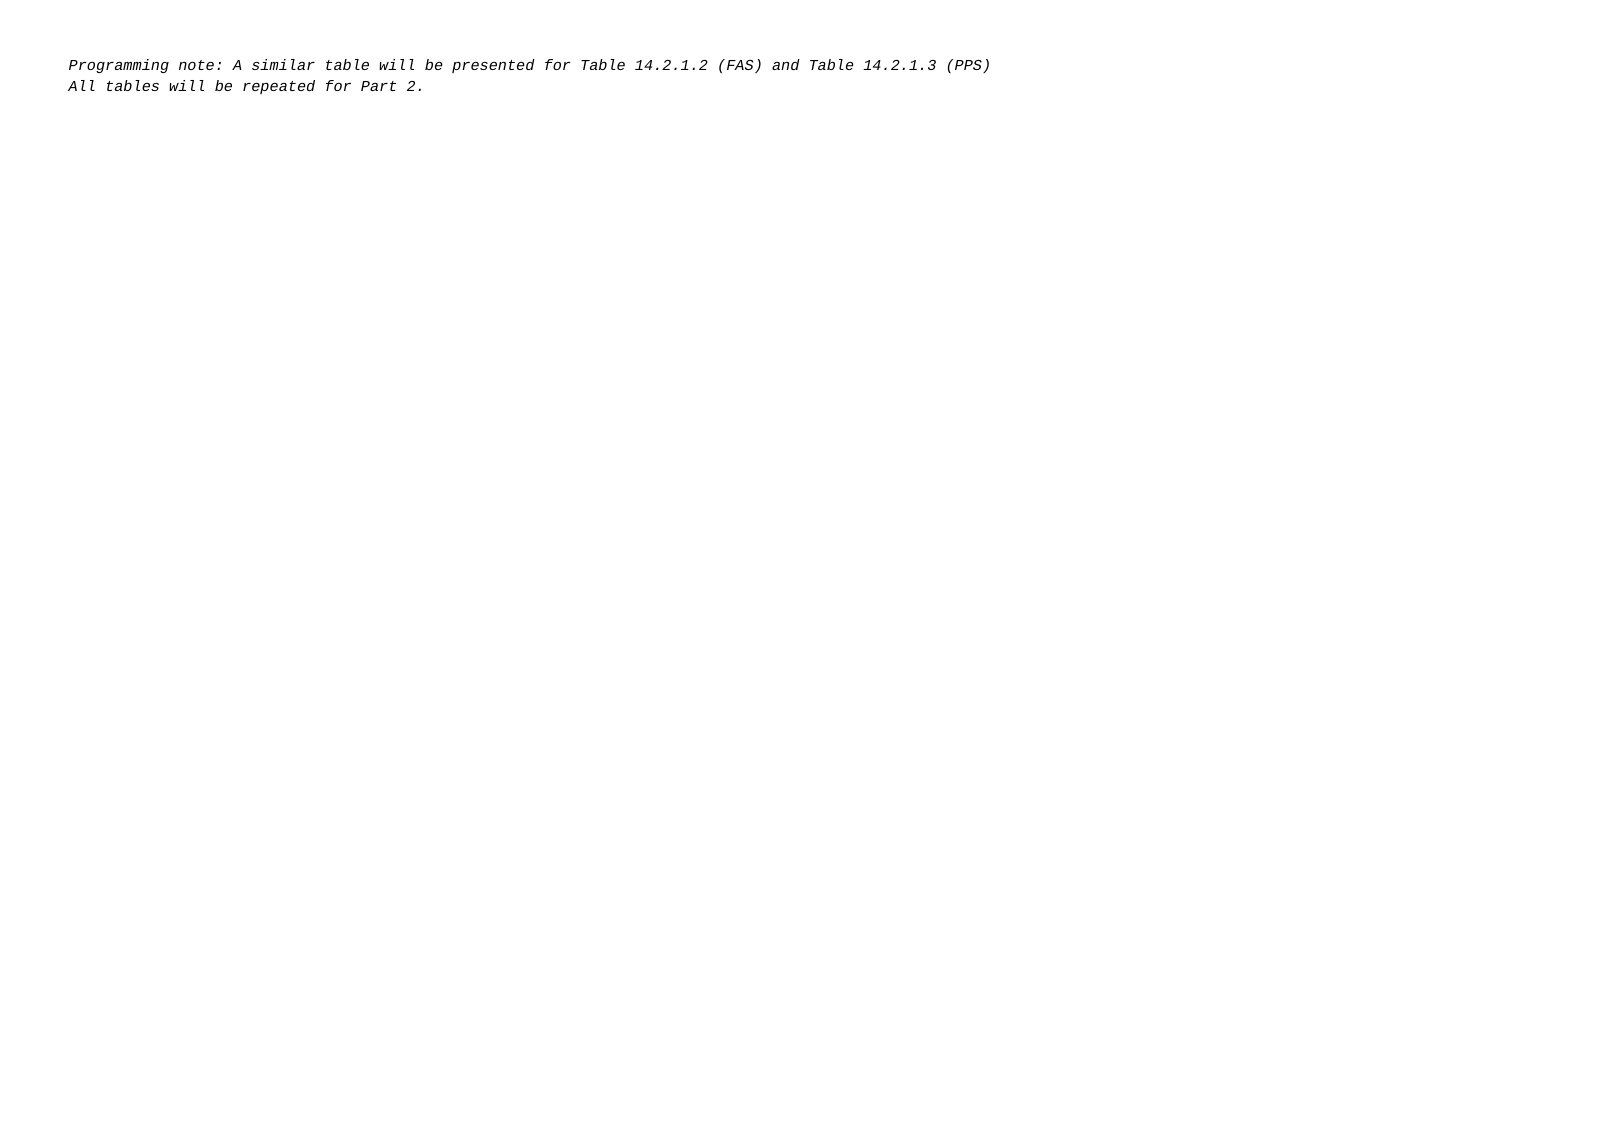 Programming note: A similar table will be presented for Table 14.2.1.2 (FAS) and Table 14.2.1.3 (PPS)
All tables will be repeated for Part 2.